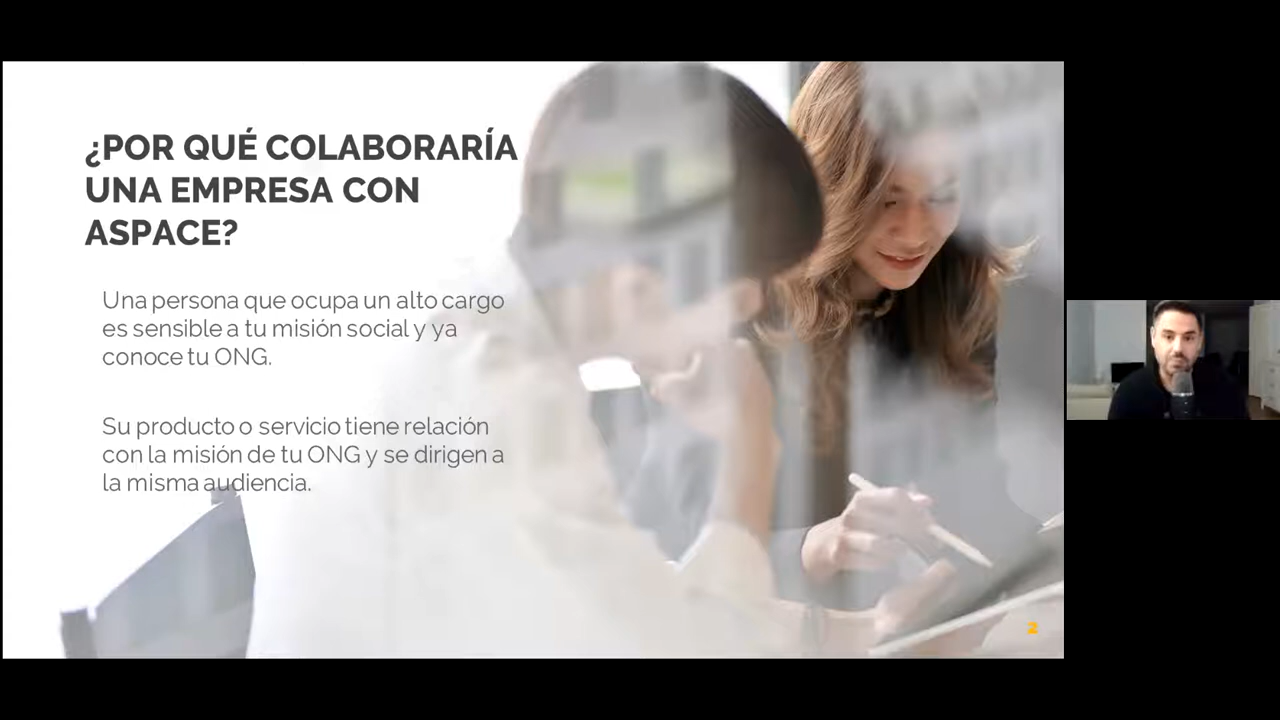 ¿POR QUÉ COLABORARÍA
UNA EMPRESA CON
ASPACE?
Una persona que ocupa un alto cargo
es sensible a tu misión social y ya
conoce tu ONG.
Su producto o servicio tiene relación
con la misión de tu ONG y se dirigen a
la misma audiencia.
2